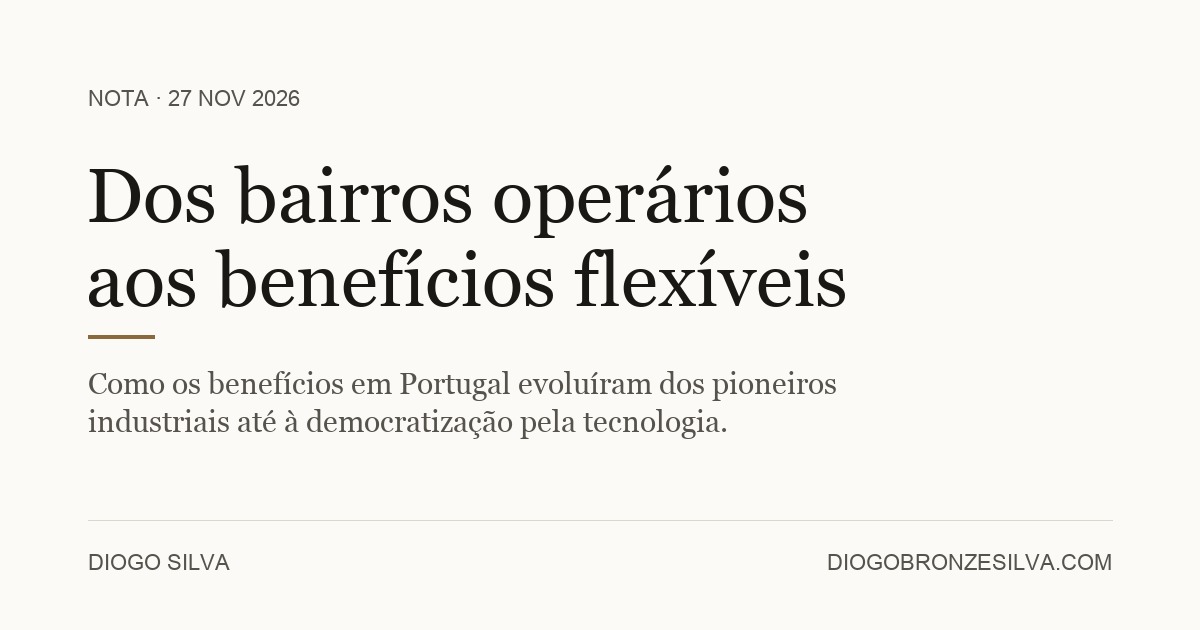 NOTA · 27 NOV 2026
Dos bairros operários
aos benefícios flexíveis
Como os benefícios em Portugal evoluíram dos pioneiros
industriais até à democratização pela tecnologia.
DIOGO SILVA
DIOGOBRONZESILVA.COM